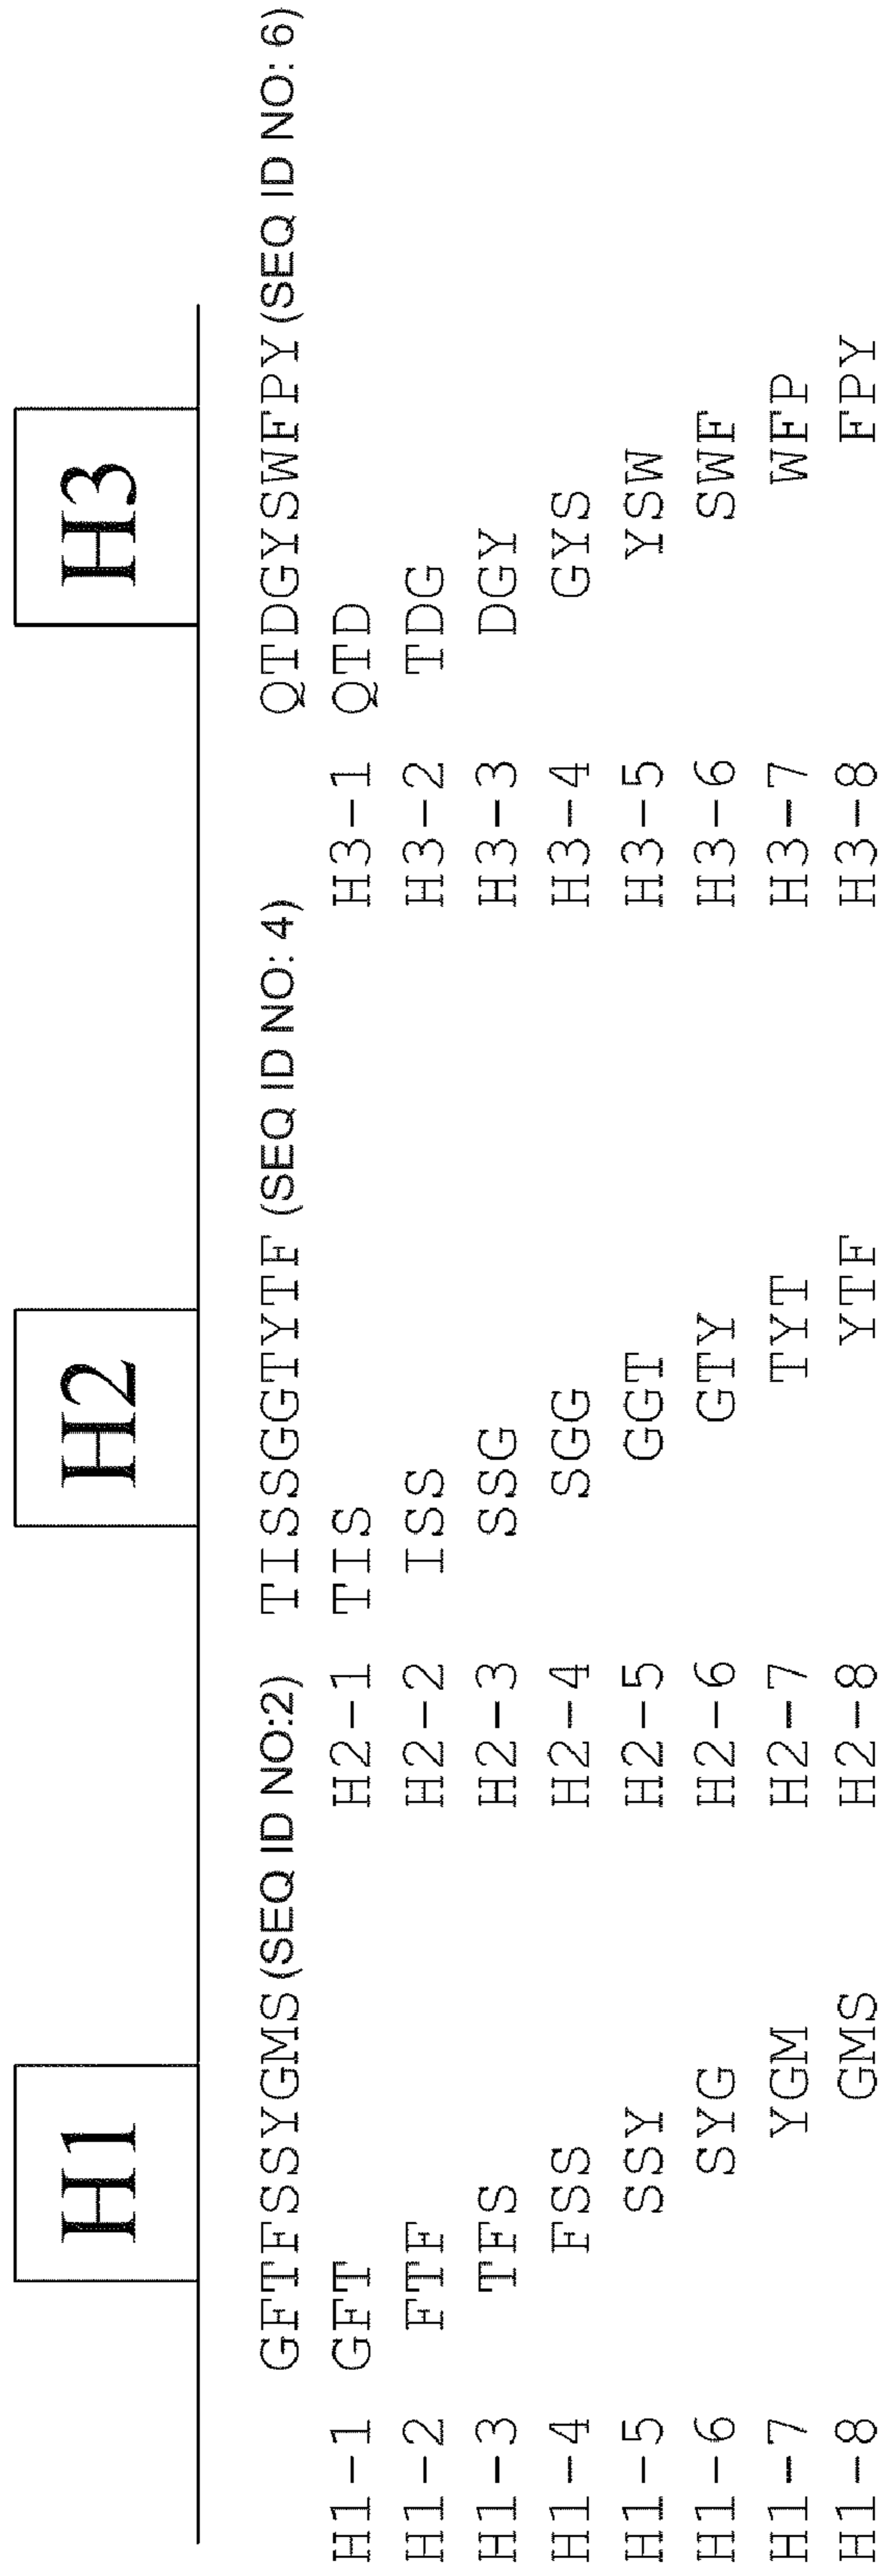 H1 H2 H3
GFTFSSYGMS (SEQ ID NO:2) TISSGGTYTF (SEQ ID NO: 4) QTDGYSWFPY (SEQ ID NO: 6)
H1-1 GFT H2-1 TIS H3-1 QTD
H1-2 FTF H2-2 ISS H3-2 TDG
H1-3 TFS H2-3 SSG H3-3 DGY
H1-4 FSS H2-4 SGG H3-4 GYS
H1-5 SSY H2-5 GGT H3-5 YSW
H1-6 SYG H2-6 GTY H3-6 SWF
H1-7 YGM H2-7 TYT H3-7 WFP
H1-8 GMS H2-8 YTF H3-8 FPY